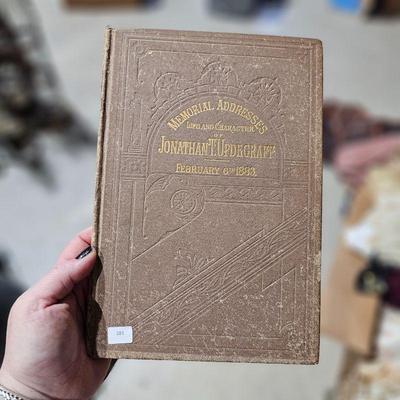 MEMORIAL ADDRESSES
LIFE AND CHARACTER
OF
JONATHAN T. UPDEGRAFF
FEBRUARY 6TH 1883.